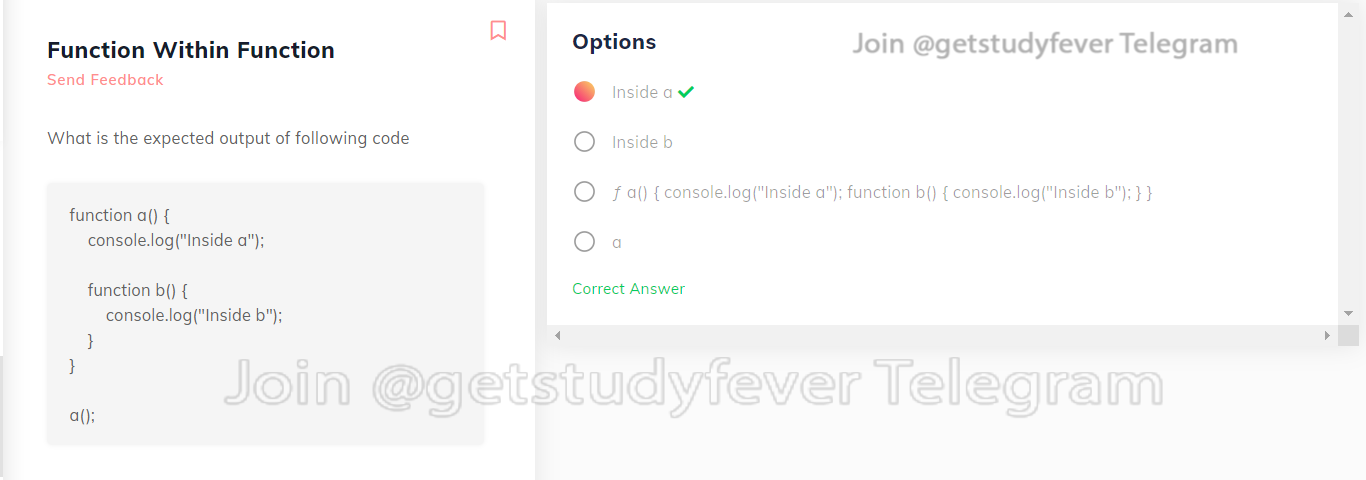 Function Within Function
Send Feedback
What is the expected output of following code
function a() {
console.log("Inside a");
function b() {
console.log("Inside b");
}
}
a();
Options
Join @getstudyfever Telegram
Inside a
Inside b
ƒ a() { console.log("Inside a"); function b() { console.log("Inside b"); } }
a
Correct Answer
Join @getstudyfever Telegram